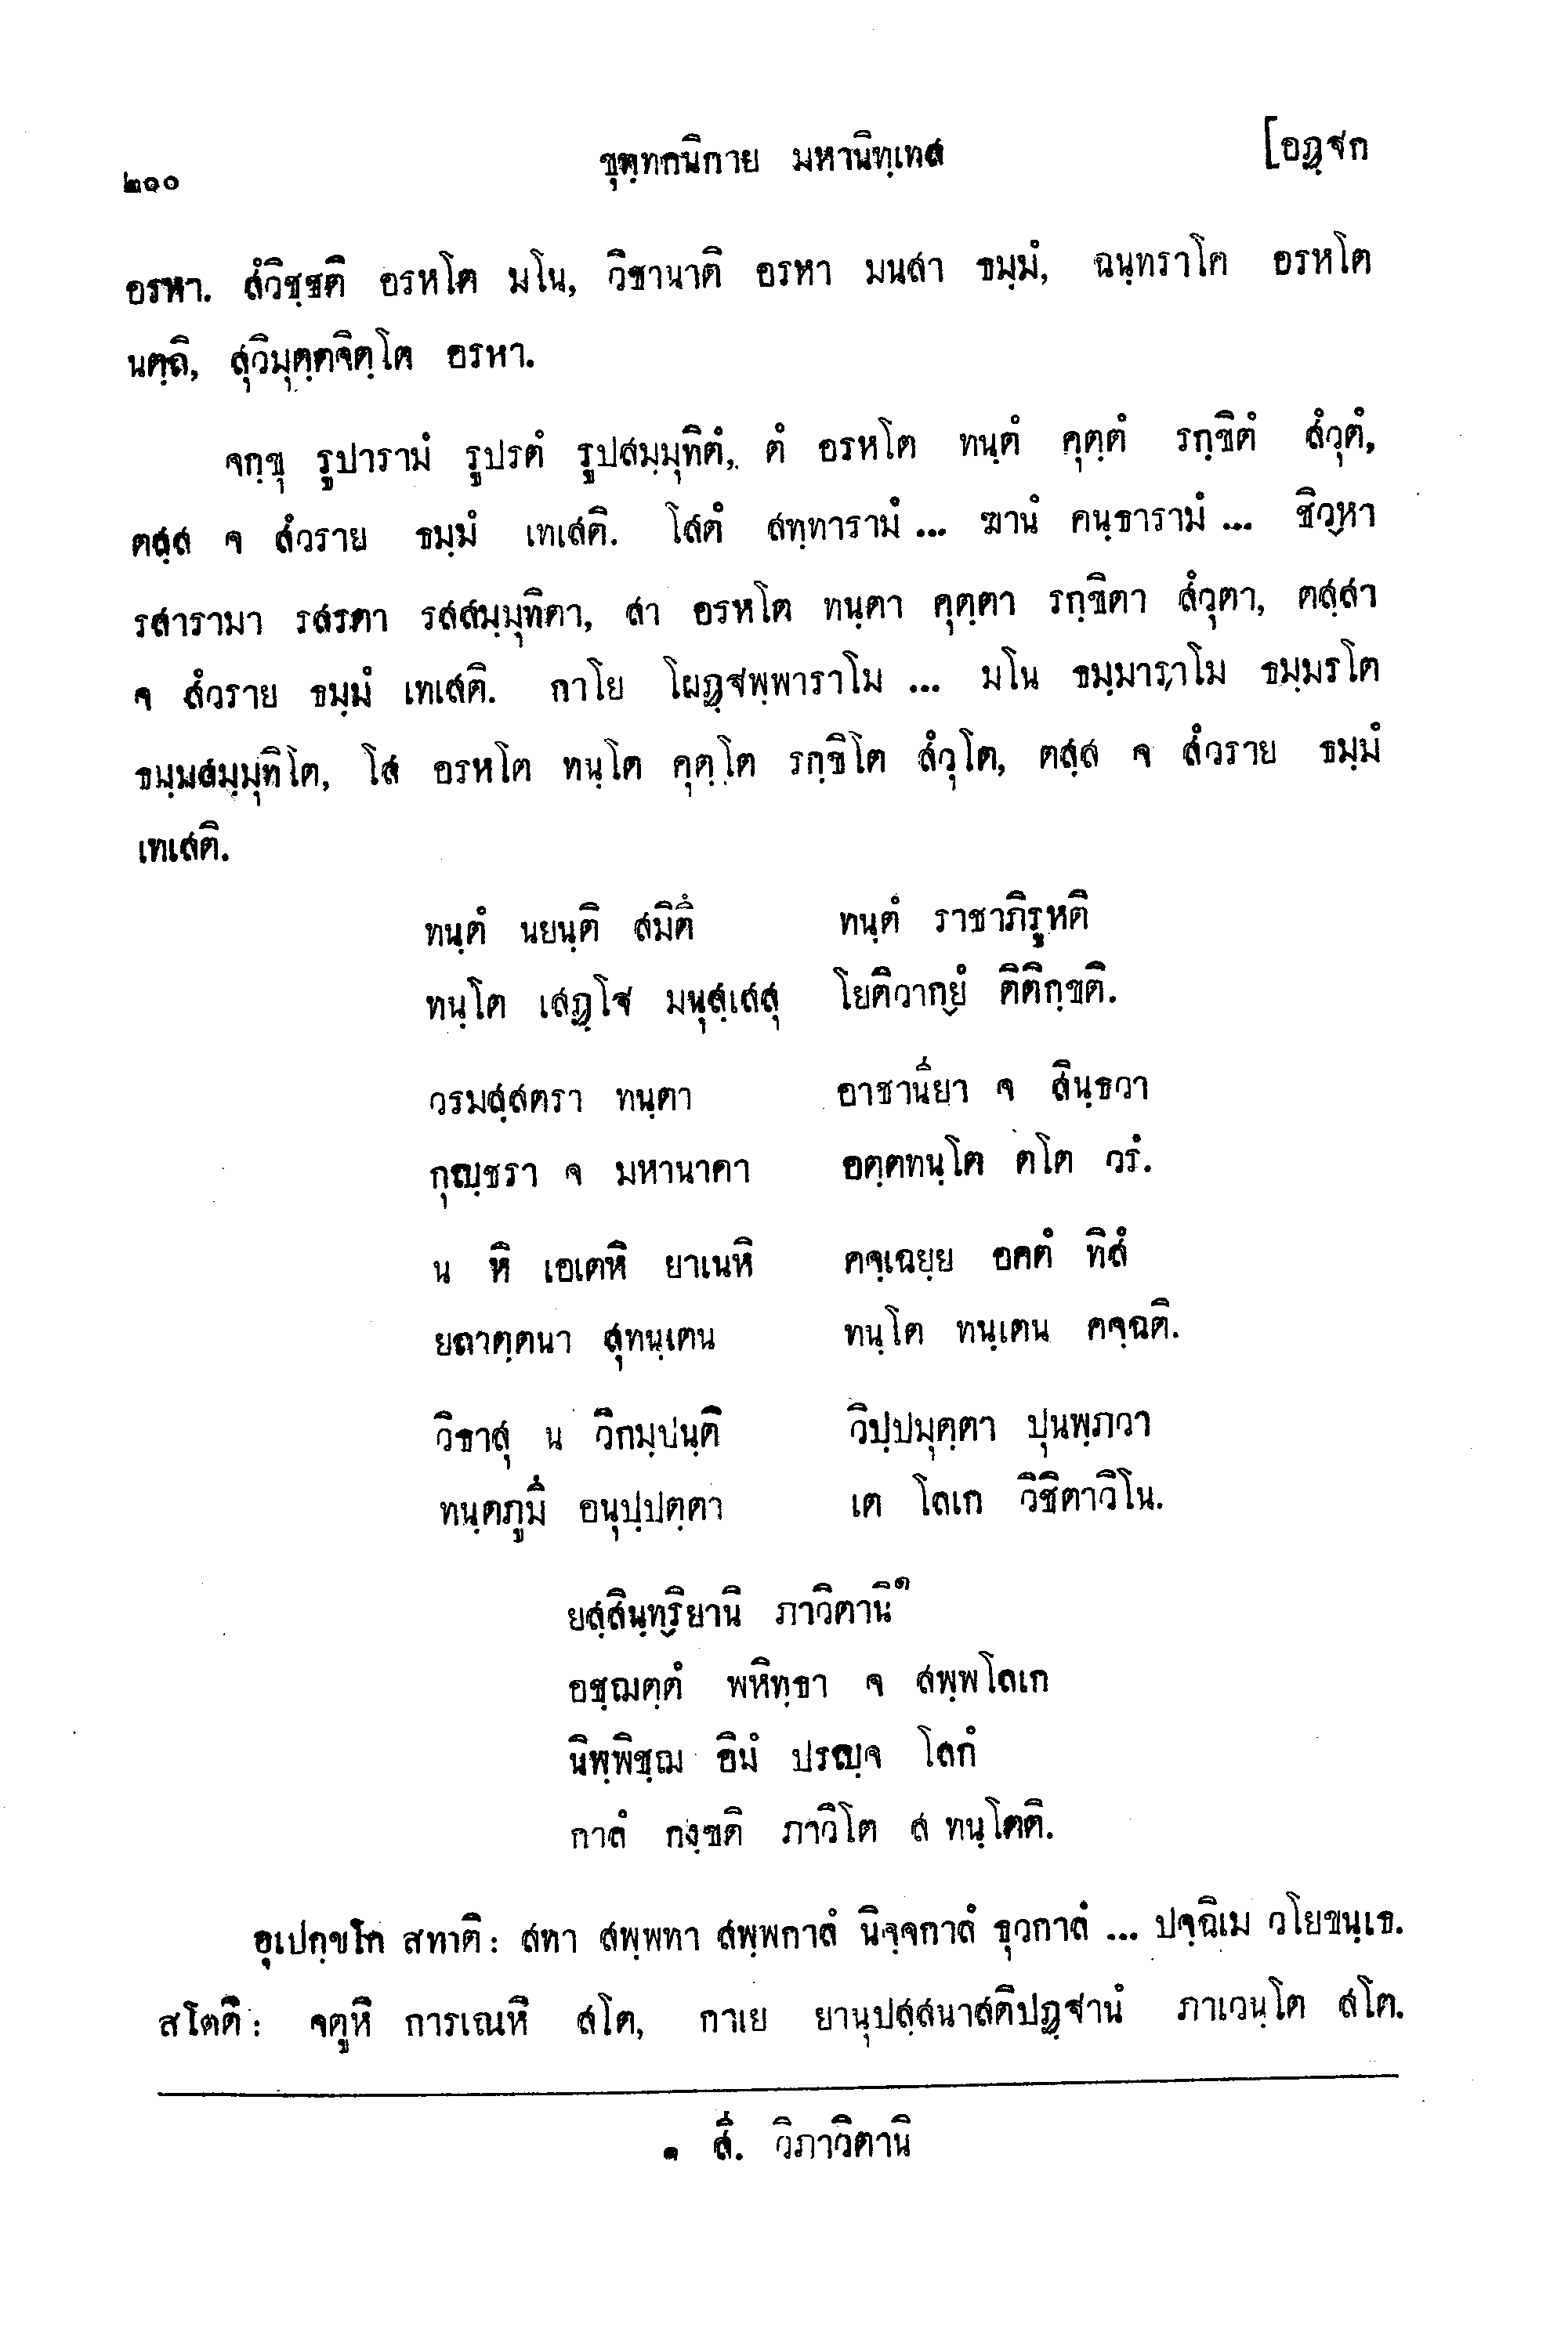 ๒๑๐ ขุทฺทกนิกาย มหานิทฺเทส [อฏฺฐก
อรหา. สํวิชฺชติ อรหโต มโน, วิชานาติ อรหา มนสา ธมฺมํ, ฉนฺทราโค อรหโต
นตฺถิ, สุวิมุตฺตจิตฺโต อรหา.
จกฺขุ รูปารามํ รูปรตํ รูปสมฺมุทิตํ, ตํ อรหโต ทนฺตํ คุตฺตํ รกฺขิตํ สํวุตํ,
ตสฺส จ สํวราย ธมฺมํ เทเสติ. โสตํ สทฺทารามํ ... ฆานํ คนฺธารามํ ... ชิวฺหา
รสารามา รสรตา รสสมฺมุทิตา, สา อรหโต ทนฺตา คุตฺตา รกฺขิตา สํวุตา, ตสฺสา
จ สํวราย ธมฺมํ เทเสติ. กาโย โผฏฺฐพฺพาราโม ... มโน ธมฺมาราโม ธมฺมรโต
ธมฺมสมฺมุทิโต, โส อรหโต ทนฺโต คุตฺโต รกฺขิโต สํวุโต, ตสฺส จ สํวราย ธมฺมํ
เทเสติ.
ทนฺตํ นยนฺติ สมิตึ ทนฺตํ ราชาภิรูหติ
ทนฺโต เสฏฺโฐ มนุสฺเสสุ โยติวากฺยํ ติติกฺขติ.
วรมสฺสตรา ทนฺตา อาชานียา จ สินฺธวา
กุญฺชรา จ มหานาคา อตฺตทนฺโต ตโต วรํ.
น หิ เอเตหิ ยาเนหิ คจฺเฉยฺย อคตํ ทิสํ
ยถาตฺตนา สุทนฺเตน ทนฺโต ทนฺเตน คจฺฉติ.
วิธาสุ น วิกมฺปนฺติ วิปฺปมุตฺตา ปุนพฺภวา
ทนฺตภูมึ อนุปฺปตฺตา เต โลเก วิชิตาวิโน.
ยสฺสินฺทฺริยานิ ภาวิตานิ๑
อชฺฌตฺตํ พหิทฺธา จ สพฺพโลเก
นิพฺพิชฺฌ อิมํ ปรญฺจ โลกํ
กาลํ กงฺขติ ภาวิโต ส ทนฺโตติ.
อุเปกฺขโก สทาติ: สทา สพฺพทา สพฺพกาลํ นิจฺจกาลํ ธุวกาลํ ... ปจฺฉิเม วโยขนฺเธ.
สโตติ: จตูหิ การเณหิ สโต, กาเย ยานุปสฺสนาสติปฏฺฐานํ ภาเวนฺโต สโต.
๑ สี. วิภาวิตานิ